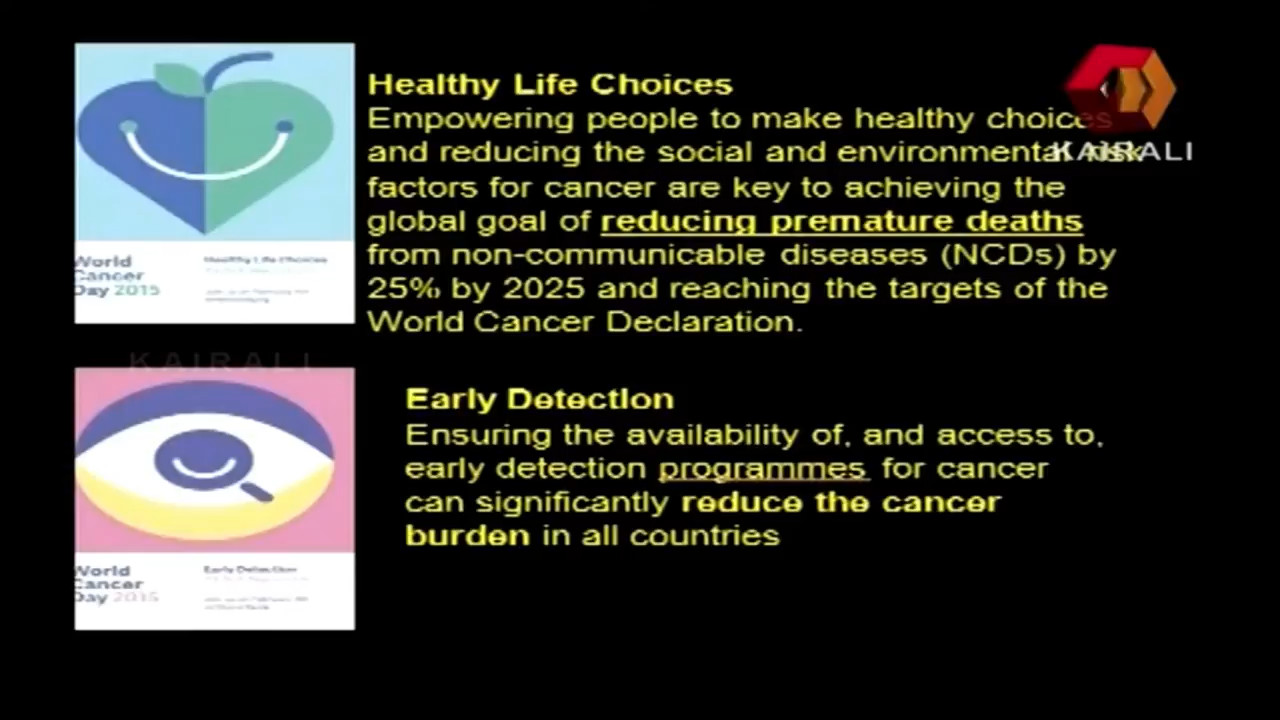 Healthy Life Choices
Empowering people to make healthy choices
and reducing the social and environmental risk
factors for cancer are key to achieving the
global goal of reducing premature deaths
from non-communicable diseases (NCDs) by
25% by 2025 and reaching the targets of the
World Cancer Declaration.
KAIRALI
World
Cancer
Day 2015
Healthy Life Choices
KAIRALI
Early Detection
Ensuring the availability of, and access to,
early detection programmes for cancer
can significantly reduce the cancer
burden in all countries
World
Cancer
Day 2015
Early Detection